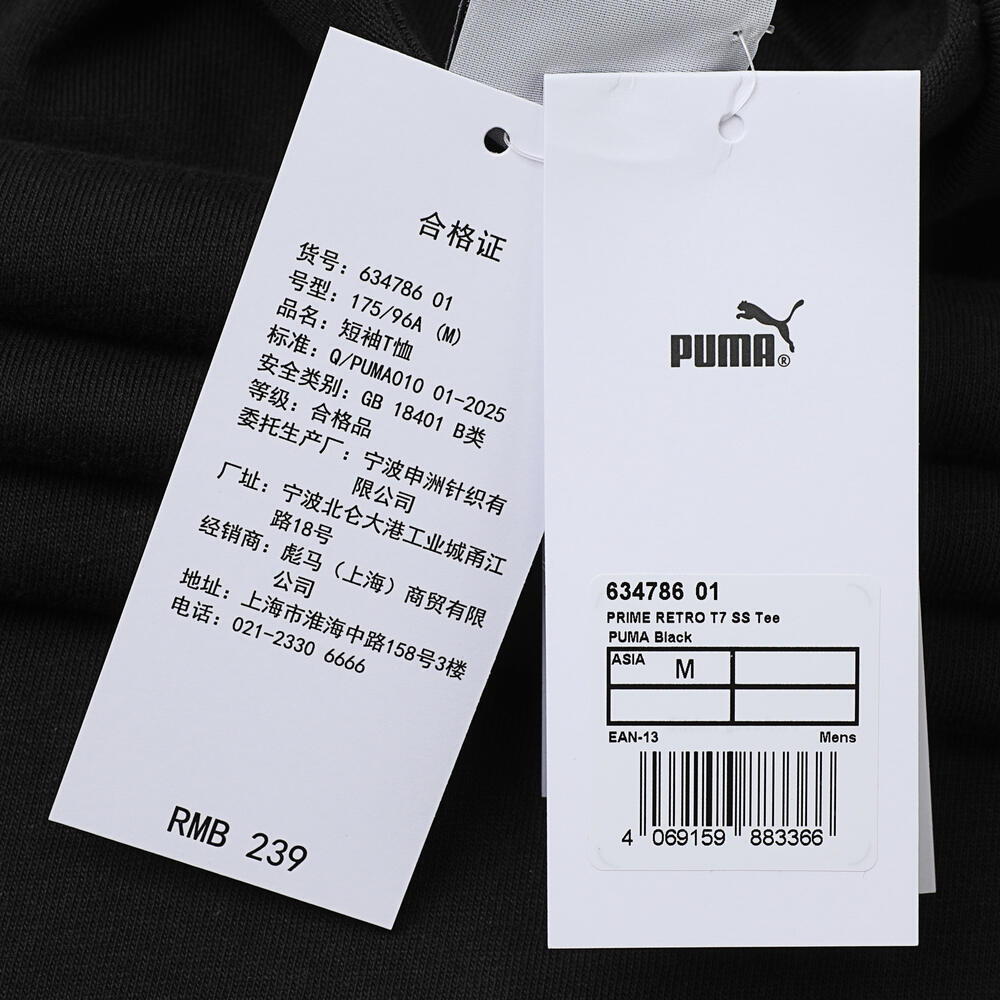 合格证
货号: 634786 01
号型: 175/96A (M)
品名: 短袖T恤
标准: Q/PUMA010 01-2025
安全类别: GB 18401 B类
等级: 合格品
委托生产厂: 宁波申洲针织有
限公司
厂址: 宁波北仑大港工业城甬江
路18号
经销商: 彪马（上海）商贸有限
公司
地址: 上海市淮海中路158号3楼
电话: 021-2330 6666
RMB 239
PUMA®
634786 01
PRIME RETRO T7 SS Tee
PUMA Black
ASIA M
EAN-13 Mens
4 069159 883366